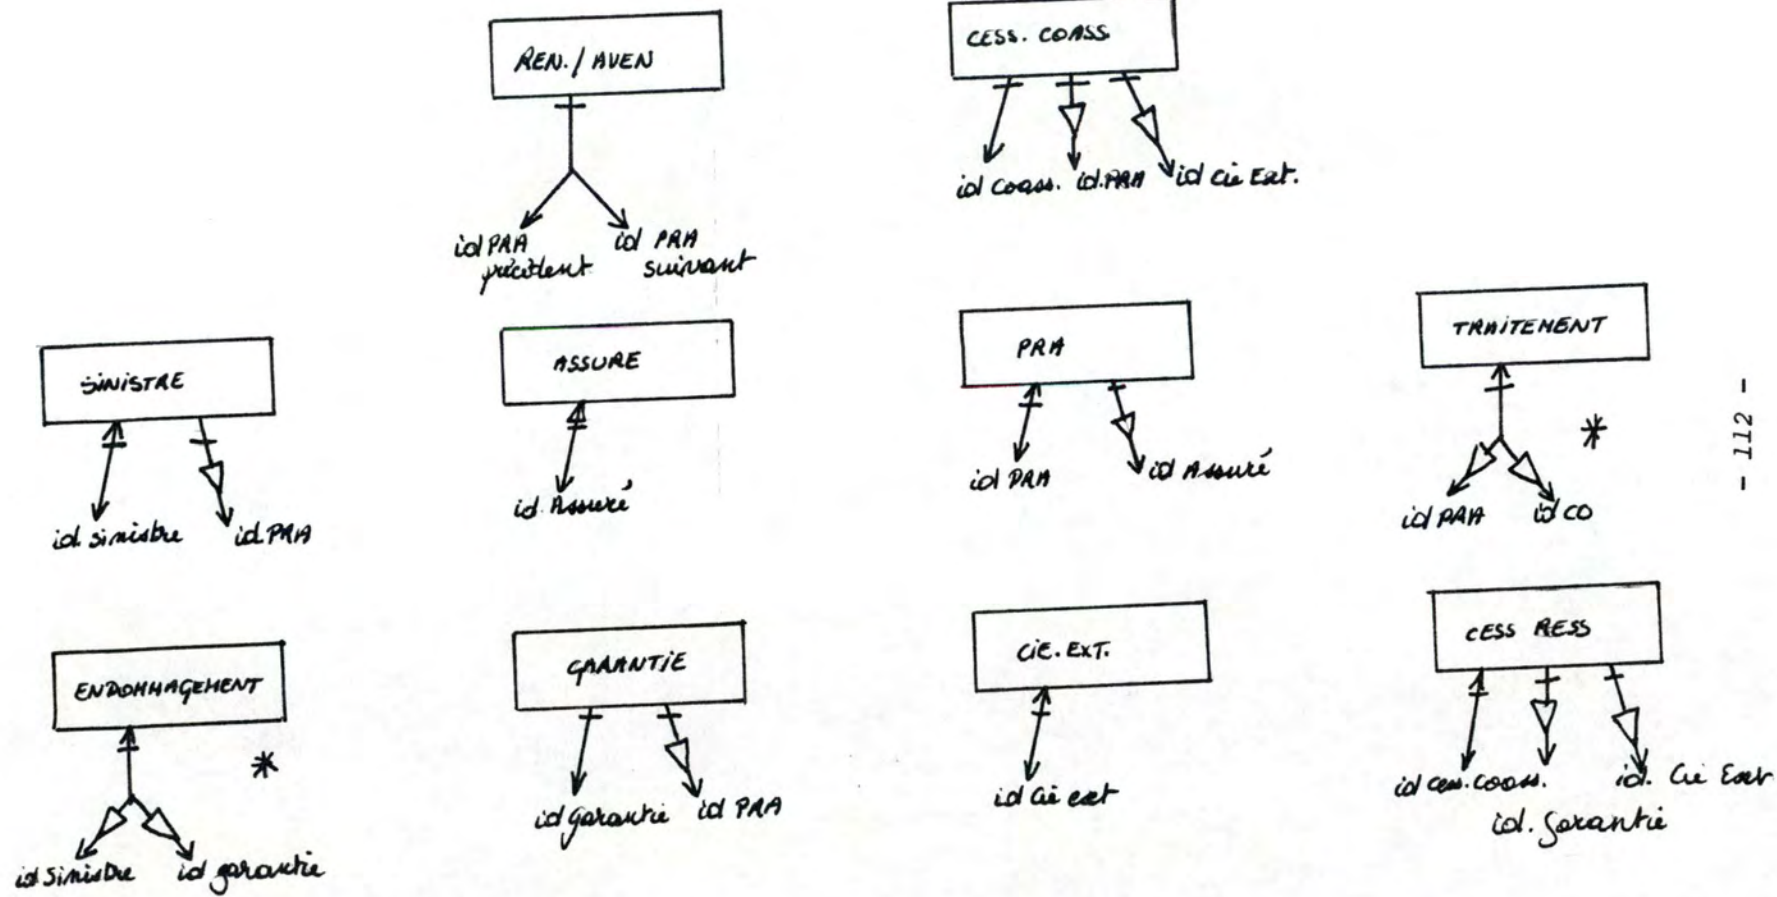 REN. / AVEN
CESS. COASS.
id PRA
précédent
id PRA
suivant
id Coass. id.PRA id Cie Ext.
SINISTRE
ASSURE
PRA
TRAITEMENT
*
id. sinistre id.PRA
id. Assuré
id PRA id Assuré
id PRA id CO
ENDOMMAGEMENT
GARANTIE
CIE. EXT.
CESS RESS
*
id Sinistre id garantie
id garantie id PRA
id Cie ext
id cess. coass. id. Cie Ext
id. garantie
- 112 -